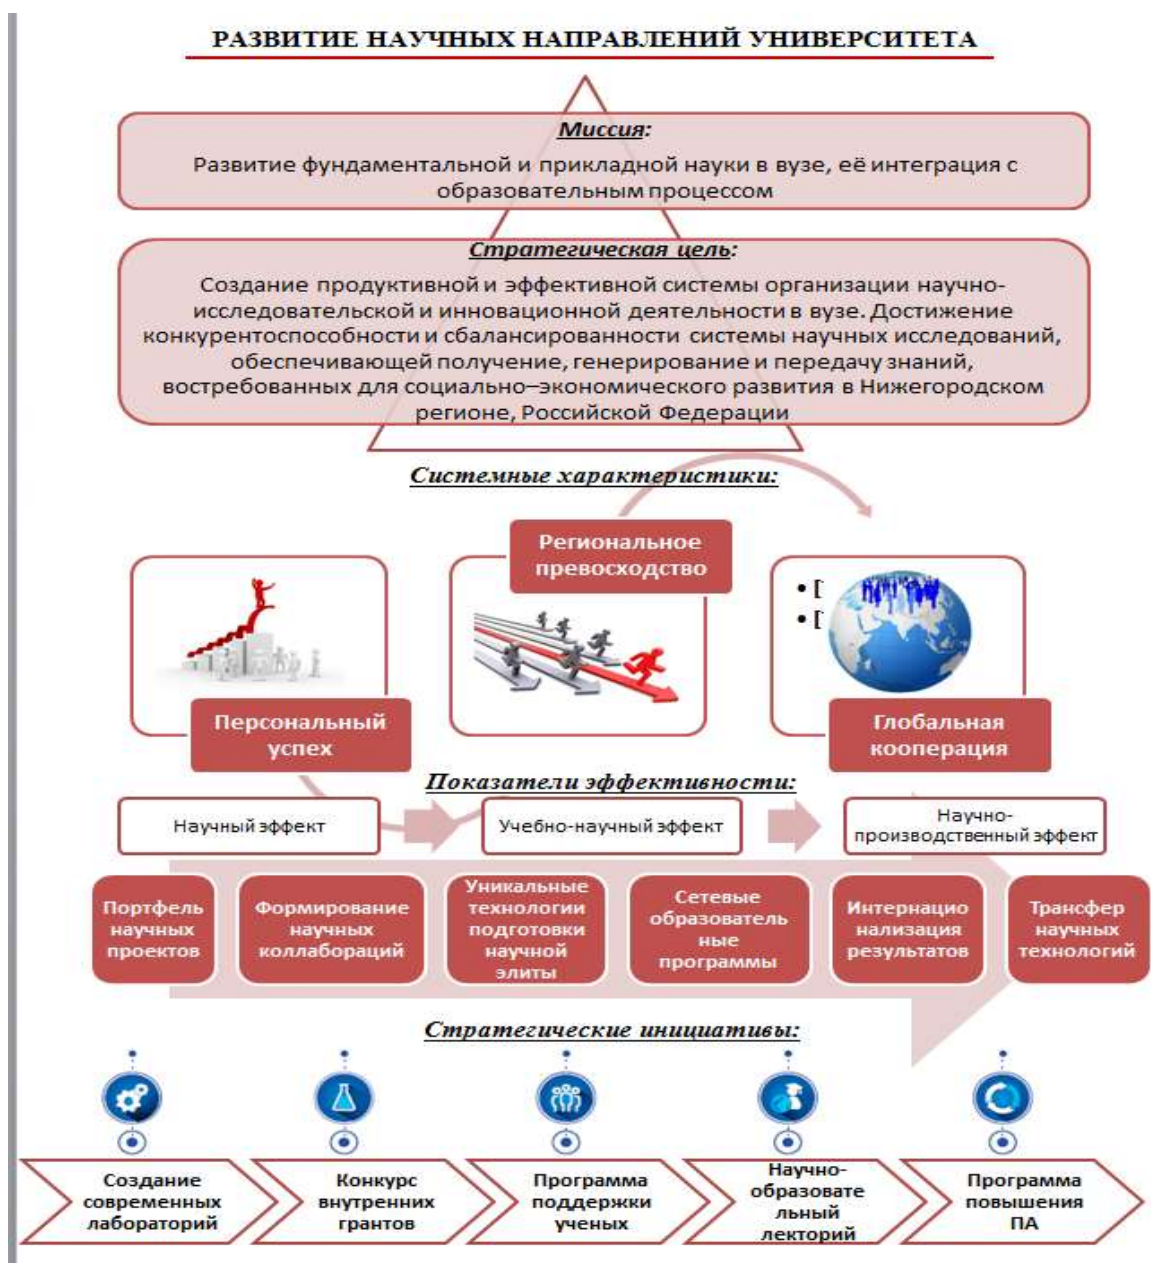 РАЗВИТИЕ НАУЧНЫХ НАПРАВЛЕНИЙ УНИВЕРСИТЕТА
Миссия:
Развитие фундаментальной и прикладной науки в вузе, её интеграция с
образовательным процессом
Стратегическая цель:
Создание продуктивной и эффективной системы организации научно-
исследовательской и инновационной деятельности в вузе. Достижение
конкурентоспособности и сбалансированности системы научных исследований,
обеспечивающей получение, генерирование и передачу знаний,
востребованных для социально–экономического развития в Нижегородском
регионе, Российской Федерации
Системные характеристики:
Региональное
превосходство
• [
• [
Персональный
успех
Глобальная
кооперация
Показатели эффективности:
Научный эффект
Учебно-научный эффект
Научно-
производственный эффект
Портфель
научных
проектов
Формирование
научных
коллабораций
Уникальные
технологии
подготовки
научной
элиты
Сетевые
образователь
ные
программы
Интернацио
нализация
результатов
Трансфер
научных
технологий
Стратегические инициативы:
Создание
современных
лабораторий
Конкурс
внутренних
грантов
Программа
поддержки
ученых
Научно-
образовате
льный
лекторий
Программа
повышения
ПА